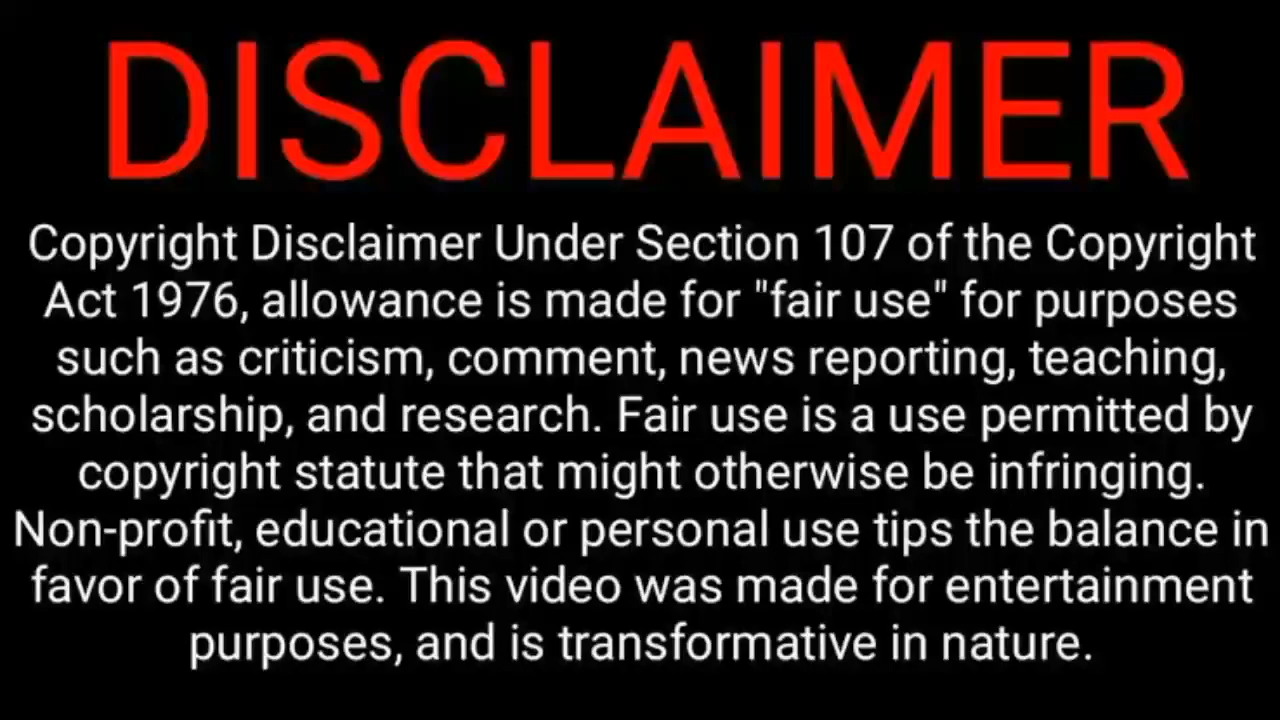 DISCLAIMER
Copyright Disclaimer Under Section 107 of the Copyright
Act 1976, allowance is made for "fair use" for purposes
such as criticism, comment, news reporting, teaching,
scholarship, and research. Fair use is a use permitted by
copyright statute that might otherwise be infringing.
Non-profit, educational or personal use tips the balance in
favor of fair use. This video was made for entertainment
purposes, and is transformative in nature.